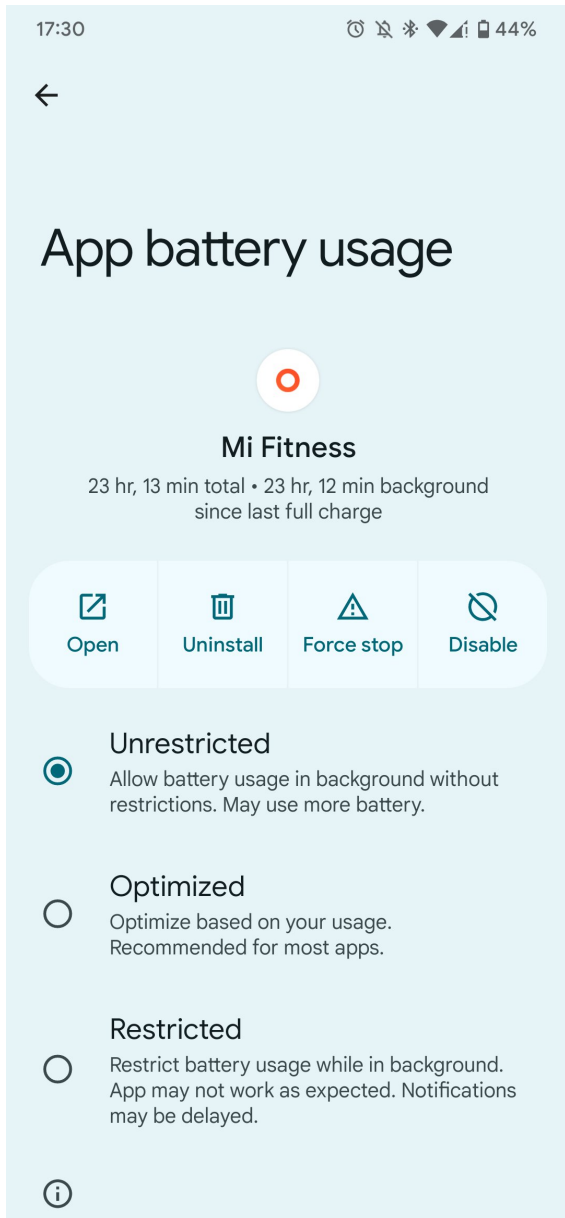 17:30 44%
App battery usage
Mi Fitness
23 hr, 13 min total • 23 hr, 12 min background
since last full charge
Open Uninstall Force stop Disable
Unrestricted
Allow battery usage in background without
restrictions. May use more battery.
Optimized
Optimize based on your usage.
Recommended for most apps.
Restricted
Restrict battery usage while in background.
App may not work as expected. Notifications
may be delayed.